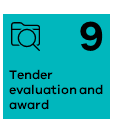 9
Tender
evaluation and
award